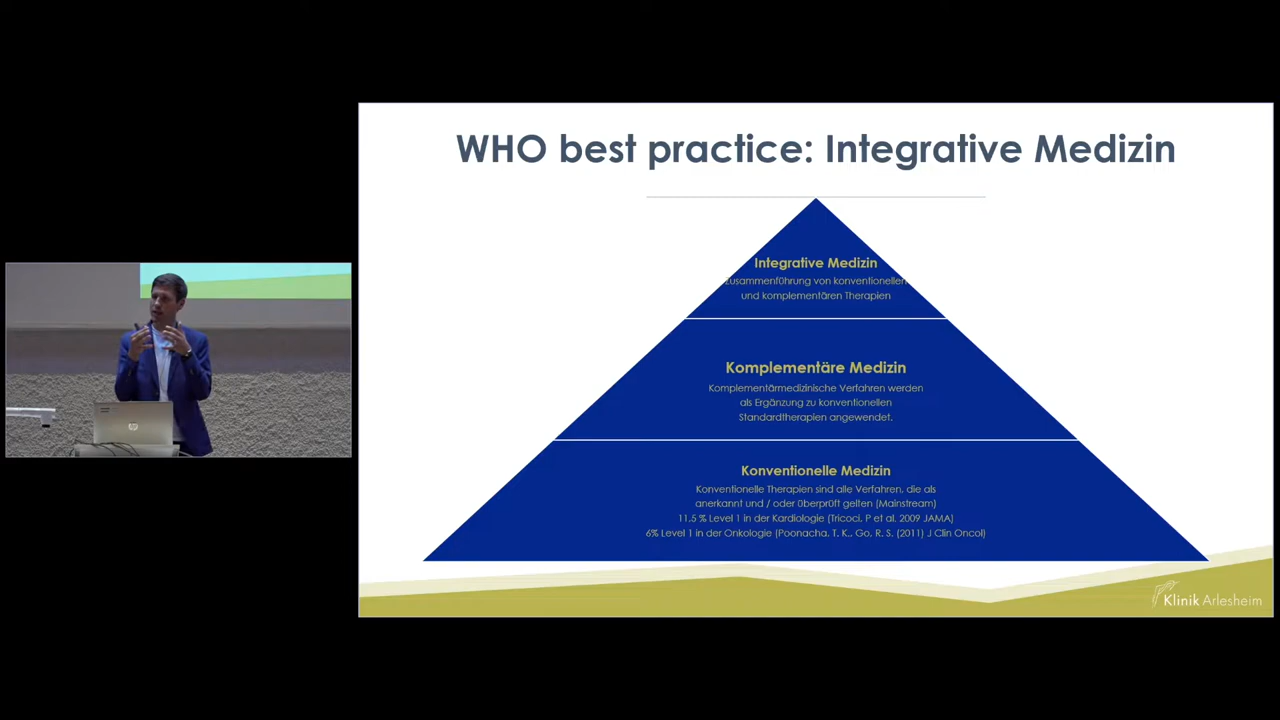 WHO best practice: Integrative Medizin
Integrative Medizin
Zusammenführung von konventionellen
und komplementären Therapien
Komplementäre Medizin
Komplementärmedizinische Verfahren werden
als Ergänzung zu konventionellen
Standardtherapien angewendet.
Konventionelle Medizin
Konventionelle Therapien sind alle Verfahren, die als
anerkannt und / oder überprüft gelten (Mainstream)
11.5 % Level 1 in der Kardiologie (Tricoci, P et al. 2009 JAMA)
6% Level 1 in der Onkologie (Poonacha, T. K., Go, R. S. (2011) J Clin Oncol)
Klinik Arlesheim
hp